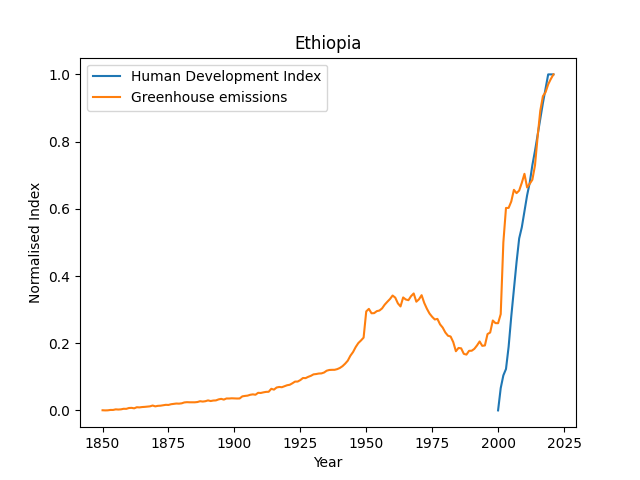 Ethiopia
Human Development Index
Greenhouse emissions
1.0
0.8
0.6
0.4
0.2
0.0
Normalised Index
1850
1875
1900
1925
1950
1975
2000
2025
Year